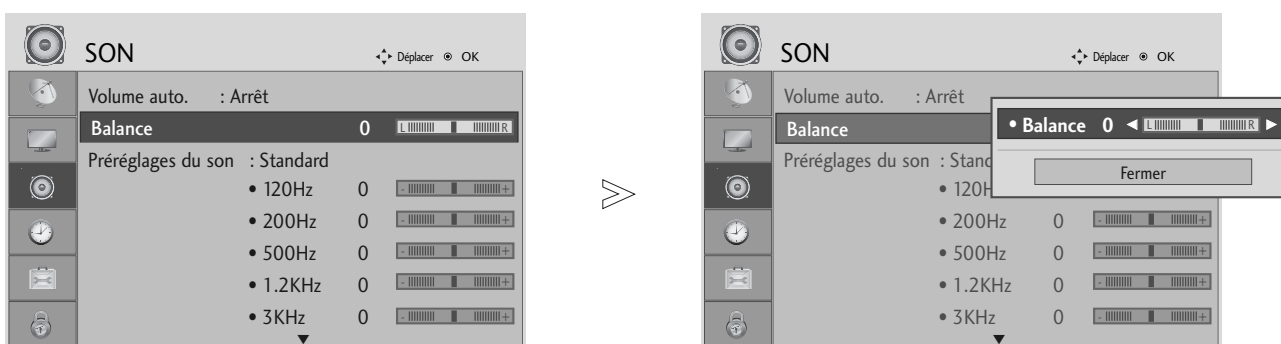 SON
Déplacer OK
Volume auto. : Arrêt
Balance 0 L R
Préréglages du son : Standard
• 120Hz 0 - +
• 200Hz 0 - +
• 500Hz 0 - +
• 1.2KHz 0 - +
• 3KHz 0 - +
SON
Déplacer OK
Volume auto. : Arrêt
Balance
• Balance 0 L R
Fermer
Préréglages du son : Stand
• 120H
• 200Hz 0 - +
• 500Hz 0 - +
• 1.2KHz 0 - +
• 3KHz 0 - +